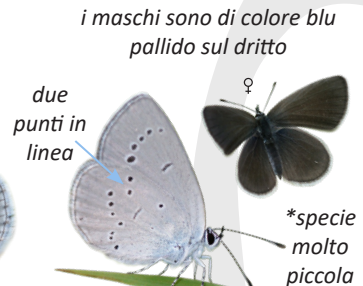 i maschi sono di colore blu
pallido sul dritto
♀
due
punti in
linea
*specie
molto
piccola